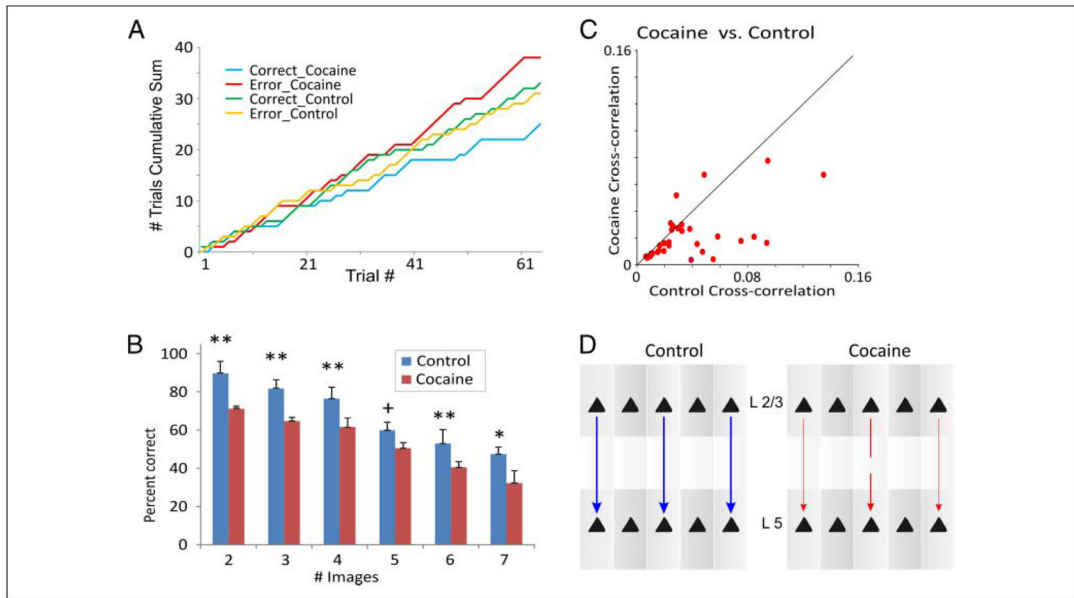 A
40
30
20
10
0
# Trials Cumulative Sum
Correct_Cocaine
Error_Cocaine
Correct_Control
Error_Control
1 21 41 61
Trial #
C
Cocaine vs. Control
0.16
Cocaine Cross-correlation
0
0 0.08 0.16
Control Cross-correlation
B
100
80
60
40
20
0
Percent correct
** ** ** + ** *
Control
Cocaine
2 3 4 5 6 7
# Images
D
Control Cocaine
L 2/3
L 5